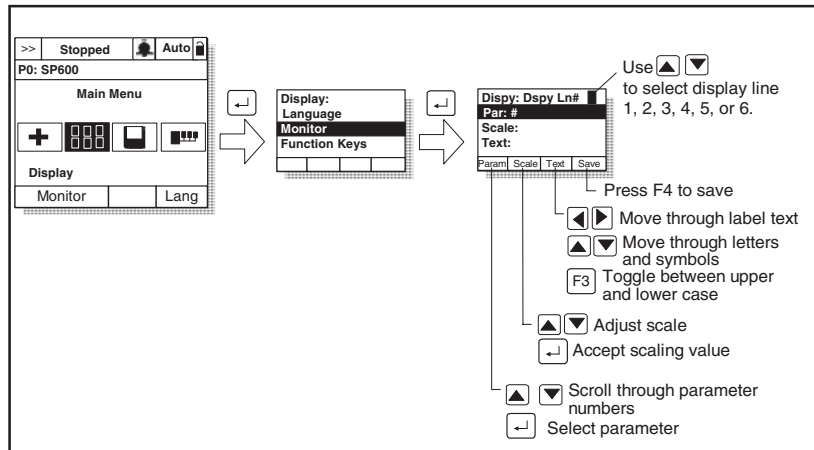 >> Stopped Auto
P0: SP600
Main Menu
Display
Monitor Lang
Display:
Language
Monitor
Function Keys
Dispy: Dspy Ln#
Par: #
Scale:
Text:
Param Scale Text Save
Use
to select display line
1, 2, 3, 4, 5, or 6.
Press F4 to save
Move through label text
Move through letters
and symbols
F3 Toggle between upper
and lower case
Adjust scale
Accept scaling value
Scroll through parameter
numbers
Select parameter